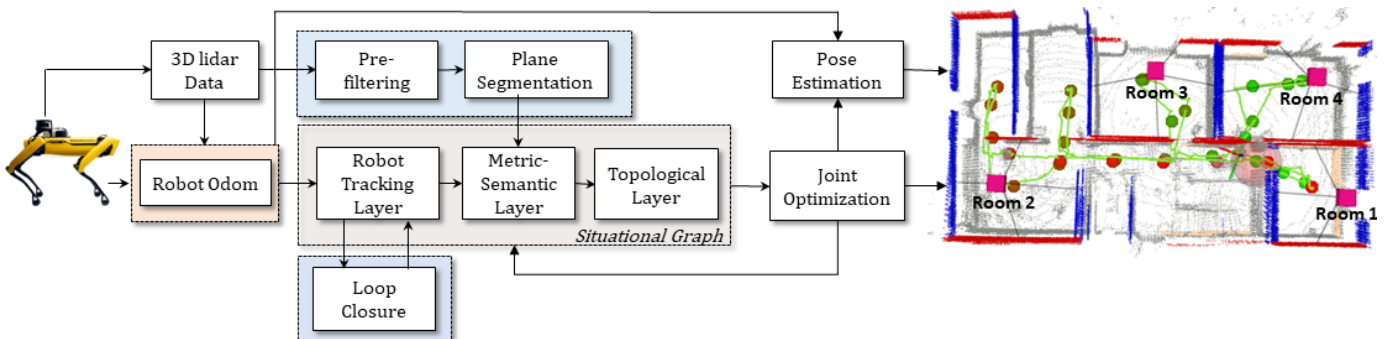 3D lidar
Data
Pre-
filtering
Plane
Segmentation
Pose
Estimation
Robot Odom
Robot
Tracking
Layer
Metric-
Semantic
Layer
Topological
Layer
Situational Graph
Joint
Optimization
Loop
Closure
Room 3
Room 4
Room 2
Room 1